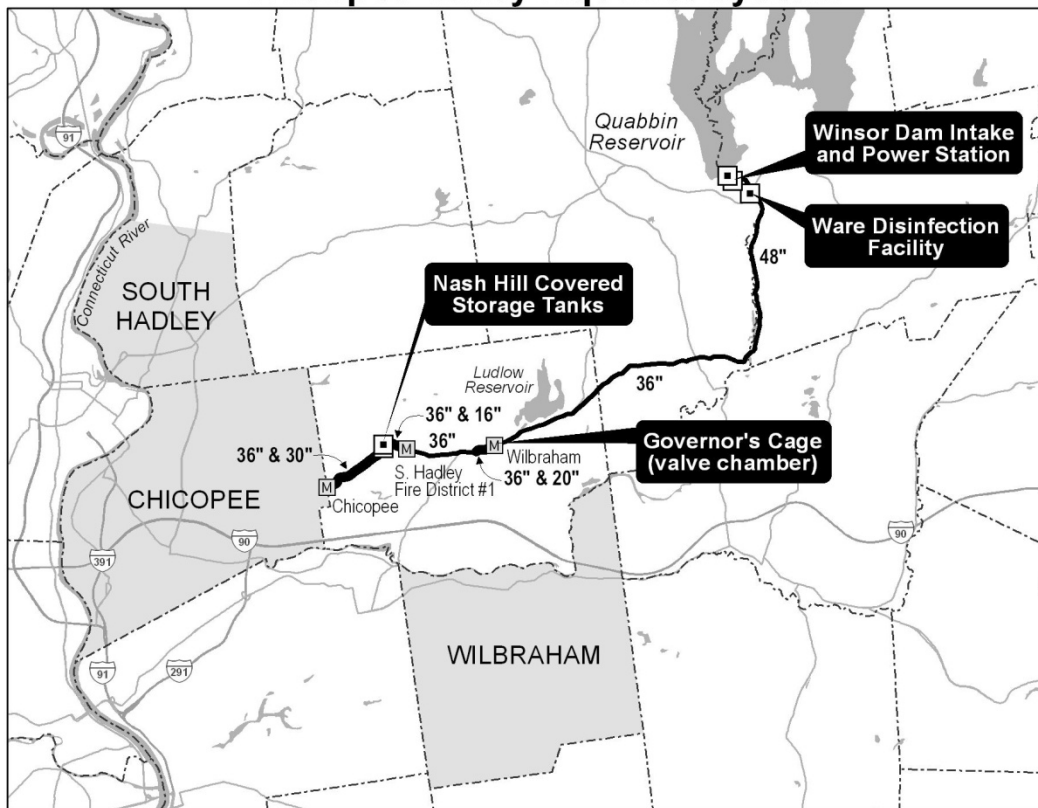 91
Quabbin
Reservoir
Winsor Dam Intake
and Power Station
Ware Disinfection
Facility
48"
Connecticut River
SOUTH
HADLEY
Nash Hill Covered
Storage Tanks
Ludlow
Reservoir
36"
36" & 16"
36"
M
M
Governor's Cage
(valve chamber)
Wilbraham
36" & 30"
S. Hadley
Fire District #1
36" & 20"
M
Chicopee
CHICOPEE
90
90
391
WILBRAHAM
91
291